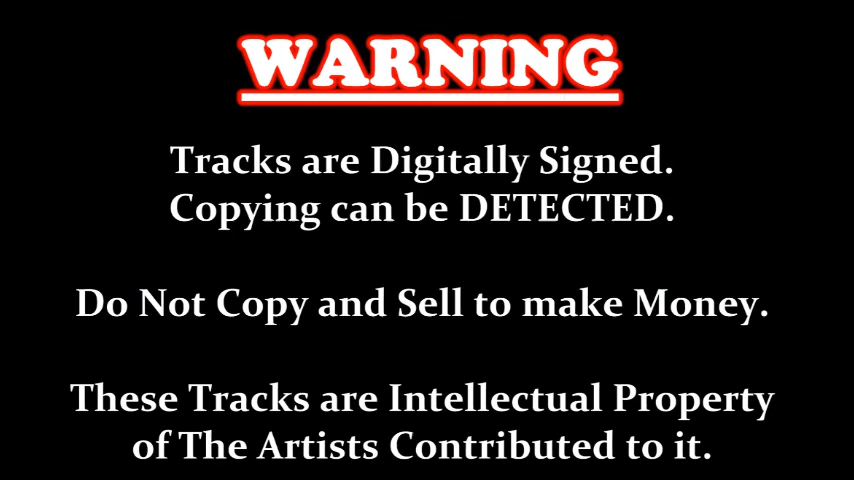 WARNING
Tracks are Digitally Signed.
Copying can be DETECTED.
Do Not Copy and Sell to make Money.
These Tracks are Intellectual Property
of The Artists Contributed to it.